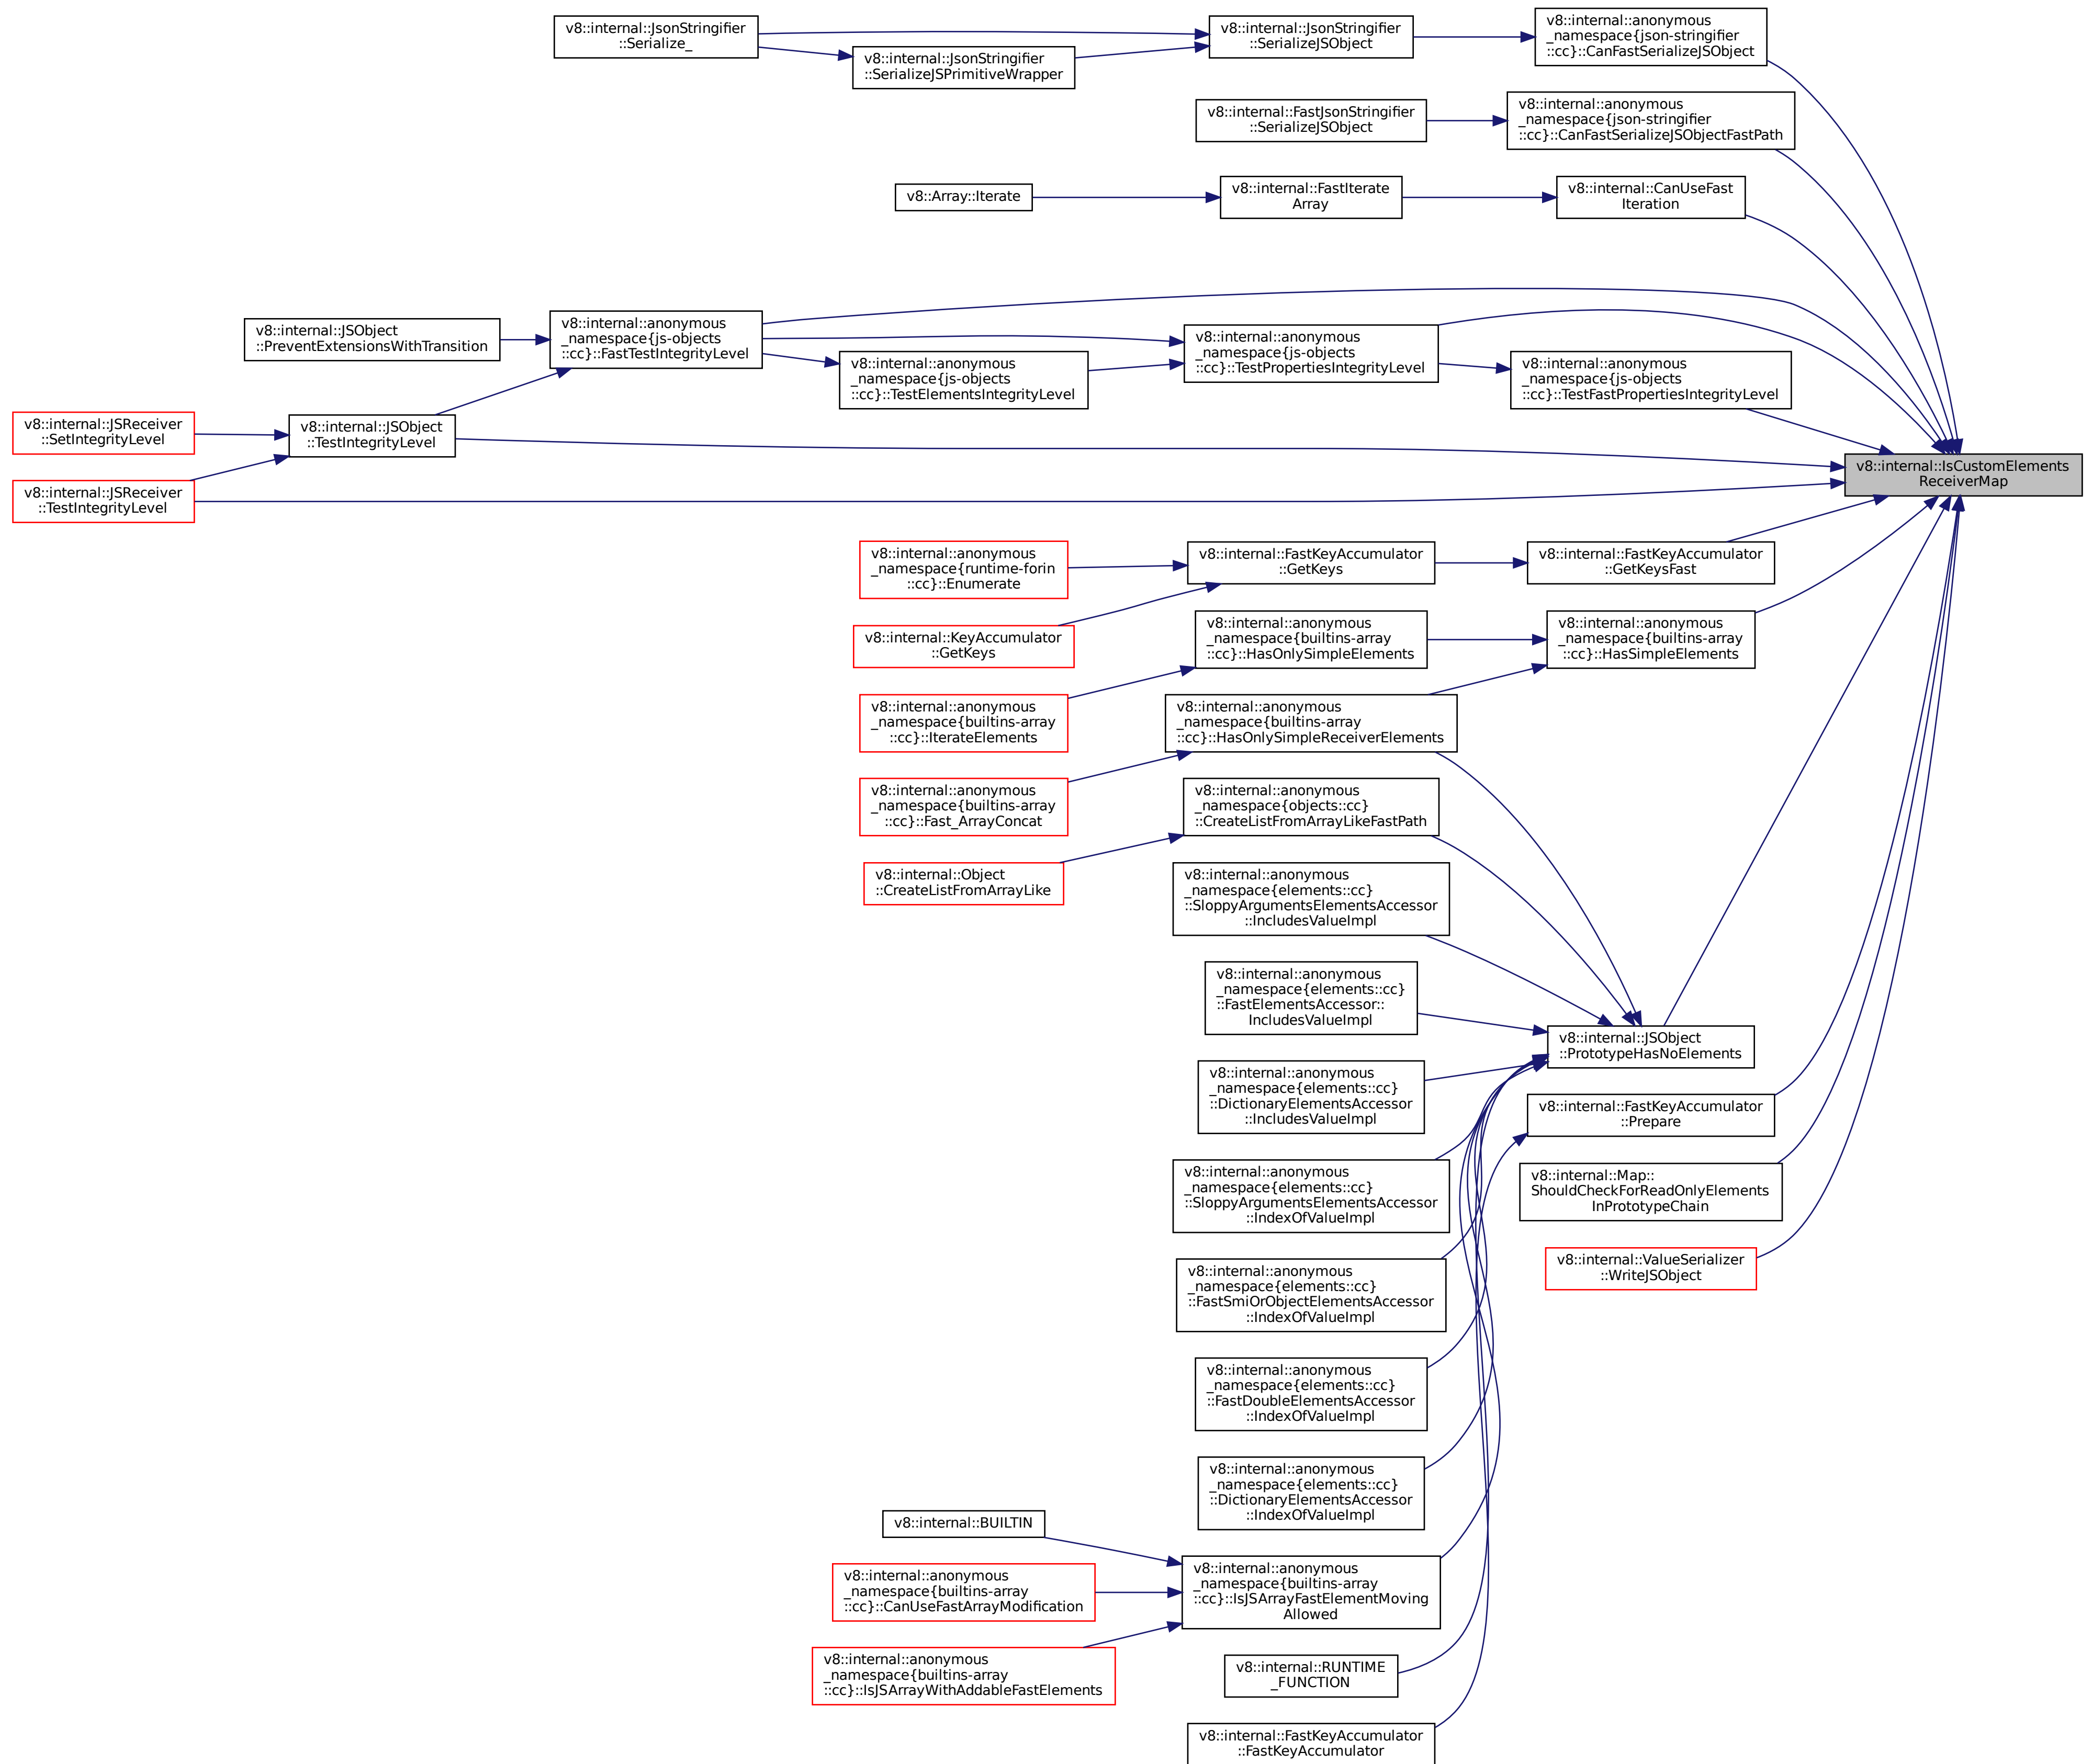 v8::internal::JsonStringifier
::Serialize_
v8::internal::JsonStringifier
::SerializeJSPrimitiveWrapper
v8::internal::JsonStringifier
::SerializeJSObject
v8::internal::anonymous
_namespace{json-stringifier
::cc}::CanFastSerializeJSObject
v8::internal::FastJsonStringifier
::SerializeJSObject
v8::internal::anonymous
_namespace{json-stringifier
::cc}::CanFastSerializeJSObjectFastPath
v8::Array::Iterate
v8::internal::FastIterate
Array
v8::internal::CanUseFast
Iteration
v8::internal::JSObject
::PreventExtensionsWithTransition
v8::internal::anonymous
_namespace{js-objects
::cc}::FastTestIntegrityLevel
v8::internal::anonymous
_namespace{js-objects
::cc}::TestElementsIntegrityLevel
v8::internal::anonymous
_namespace{js-objects
::cc}::TestPropertiesIntegrityLevel
v8::internal::anonymous
_namespace{js-objects
::cc}::TestFastPropertiesIntegrityLevel
v8::internal::JSReceiver
::SetIntegrityLevel
v8::internal::JSObject
::TestIntegrityLevel
v8::internal::JSReceiver
::TestIntegrityLevel
v8::internal::IsCustomElements
ReceiverMap
v8::internal::anonymous
_namespace{runtime-forin
::cc}::Enumerate
v8::internal::FastKeyAccumulator
::GetKeys
v8::internal::FastKeyAccumulator
::GetKeysFast
v8::internal::KeyAccumulator
::GetKeys
v8::internal::anonymous
_namespace{builtins-array
::cc}::HasOnlySimpleElements
v8::internal::anonymous
_namespace{builtins-array
::cc}::HasSimpleElements
v8::internal::anonymous
_namespace{builtins-array
::cc}::IterateElements
v8::internal::anonymous
_namespace{builtins-array
::cc}::HasOnlySimpleReceiverElements
v8::internal::anonymous
_namespace{builtins-array
::cc}::Fast_ArrayConcat
v8::internal::anonymous
_namespace{objects::cc}
::CreateListFromArrayLikeFastPath
v8::internal::Object
::CreateListFromArrayLike
v8::internal::anonymous
_namespace{elements::cc}
::SloppyArgumentsElementsAccessor
::IncludesValueImpl
v8::internal::anonymous
_namespace{elements::cc}
::FastElementsAccessor::
IncludesValueImpl
v8::internal::JSObject
::PrototypeHasNoElements
v8::internal::anonymous
_namespace{elements::cc}
::DictionaryElementsAccessor
::IncludesValueImpl
v8::internal::FastKeyAccumulator
::Prepare
v8::internal::anonymous
_namespace{elements::cc}
::SloppyArgumentsElementsAccessor
::IndexOfValueImpl
v8::internal::Map::
ShouldCheckForReadOnlyElements
InPrototypeChain
v8::internal::ValueSerializer
::WriteJSObject
v8::internal::anonymous
_namespace{elements::cc}
::FastSmiOrObjectElementsAccessor
::IndexOfValueImpl
v8::internal::anonymous
_namespace{elements::cc}
::FastDoubleElementsAccessor
::IndexOfValueImpl
v8::internal::anonymous
_namespace{elements::cc}
::DictionaryElementsAccessor
::IndexOfValueImpl
v8::internal::BUILTIN
v8::internal::anonymous
_namespace{builtins-array
::cc}::CanUseFastArrayModification
v8::internal::anonymous
_namespace{builtins-array
::cc}::IsJSArrayFastElementMoving
Allowed
v8::internal::anonymous
_namespace{builtins-array
::cc}::IsJSArrayWithAddableFastElements
v8::internal::RUNTIME
_FUNCTION
v8::internal::FastKeyAccumulator
::FastKeyAccumulator